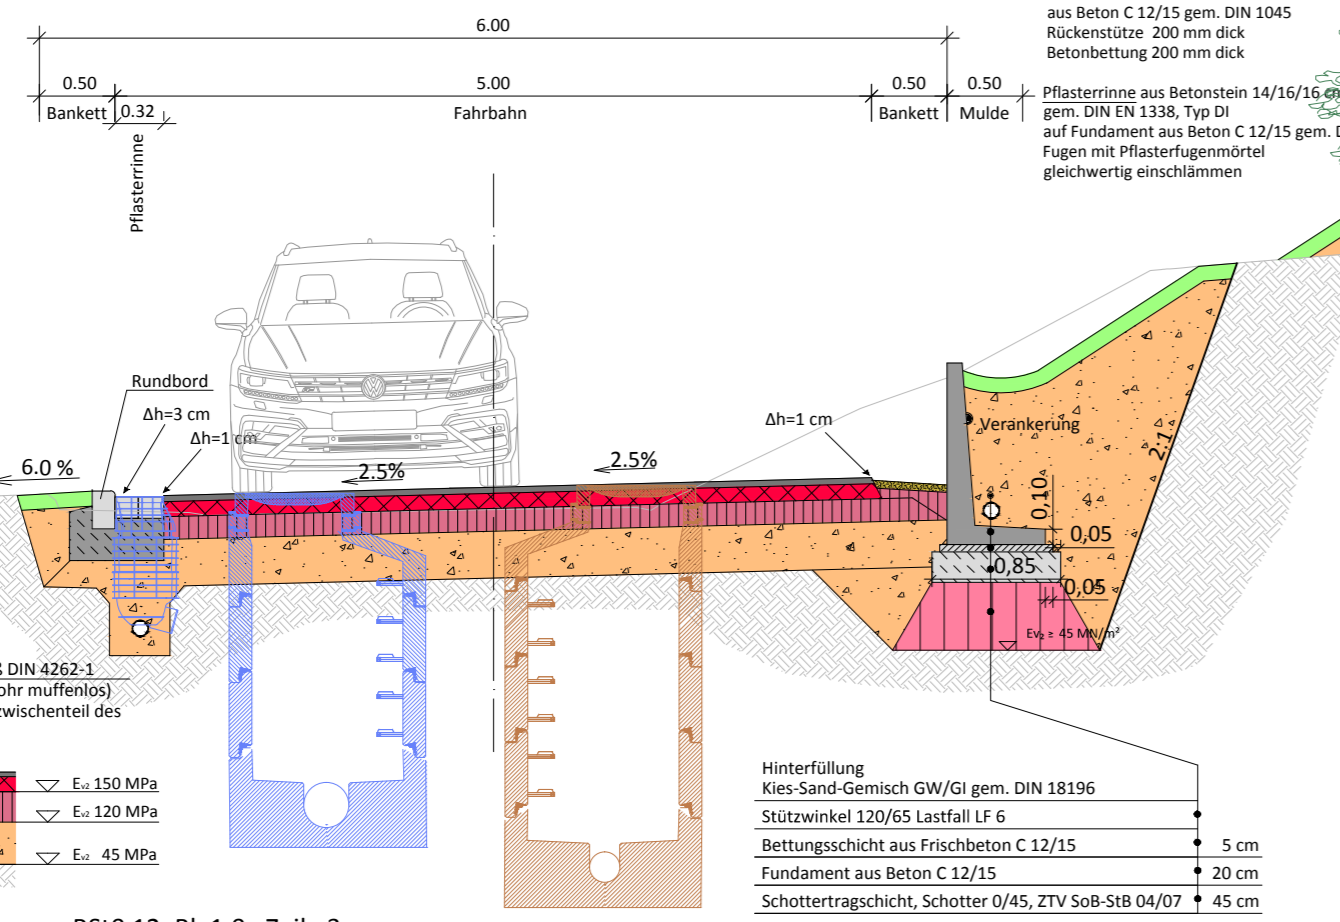 aus Beton C 12/15 gem. DIN 1045
Rückenstütze 200 mm dick
Betonbettung 200 mm dick
Pflasterrinne aus Betonstein 14/16/16 cm
gem. DIN EN 1338, Typ DI
auf Fundament aus Beton C 12/15 gem.
Fugen mit Pflasterfugenmörtel
gleichwertig einschlämmen
6.00
0.50
5.00
0.50
0.50
Bankett
0.32
Fahrbahn
Bankett
Mulde
Pflasterrinne
Rundbord
Δh=3 cm
Δh=1 cm
Δh=1 cm
6.0 %
2.5%
2.5%
Verankerung
2:1
0,10
0,05
0,85
0,05
Ev₂ ≥ 45 MN/m²
DIN 4262-1
muffenlos)
zwischenteil des
Ev₂ 150 MPa
Ev₂ 120 MPa
Ev₂ 45 MPa
Hinterfüllung
Kies-Sand-Gemisch GW/GI gem. DIN 18196
Stützwinkel 120/65 Lastfall LF 6
Bettungsschicht aus Frischbeton C 12/15 5 cm
Fundament aus Beton C 12/15 20 cm
Schottertragschicht, Schotter 0/45, ZTV SoB-StB 04/07 45 cm